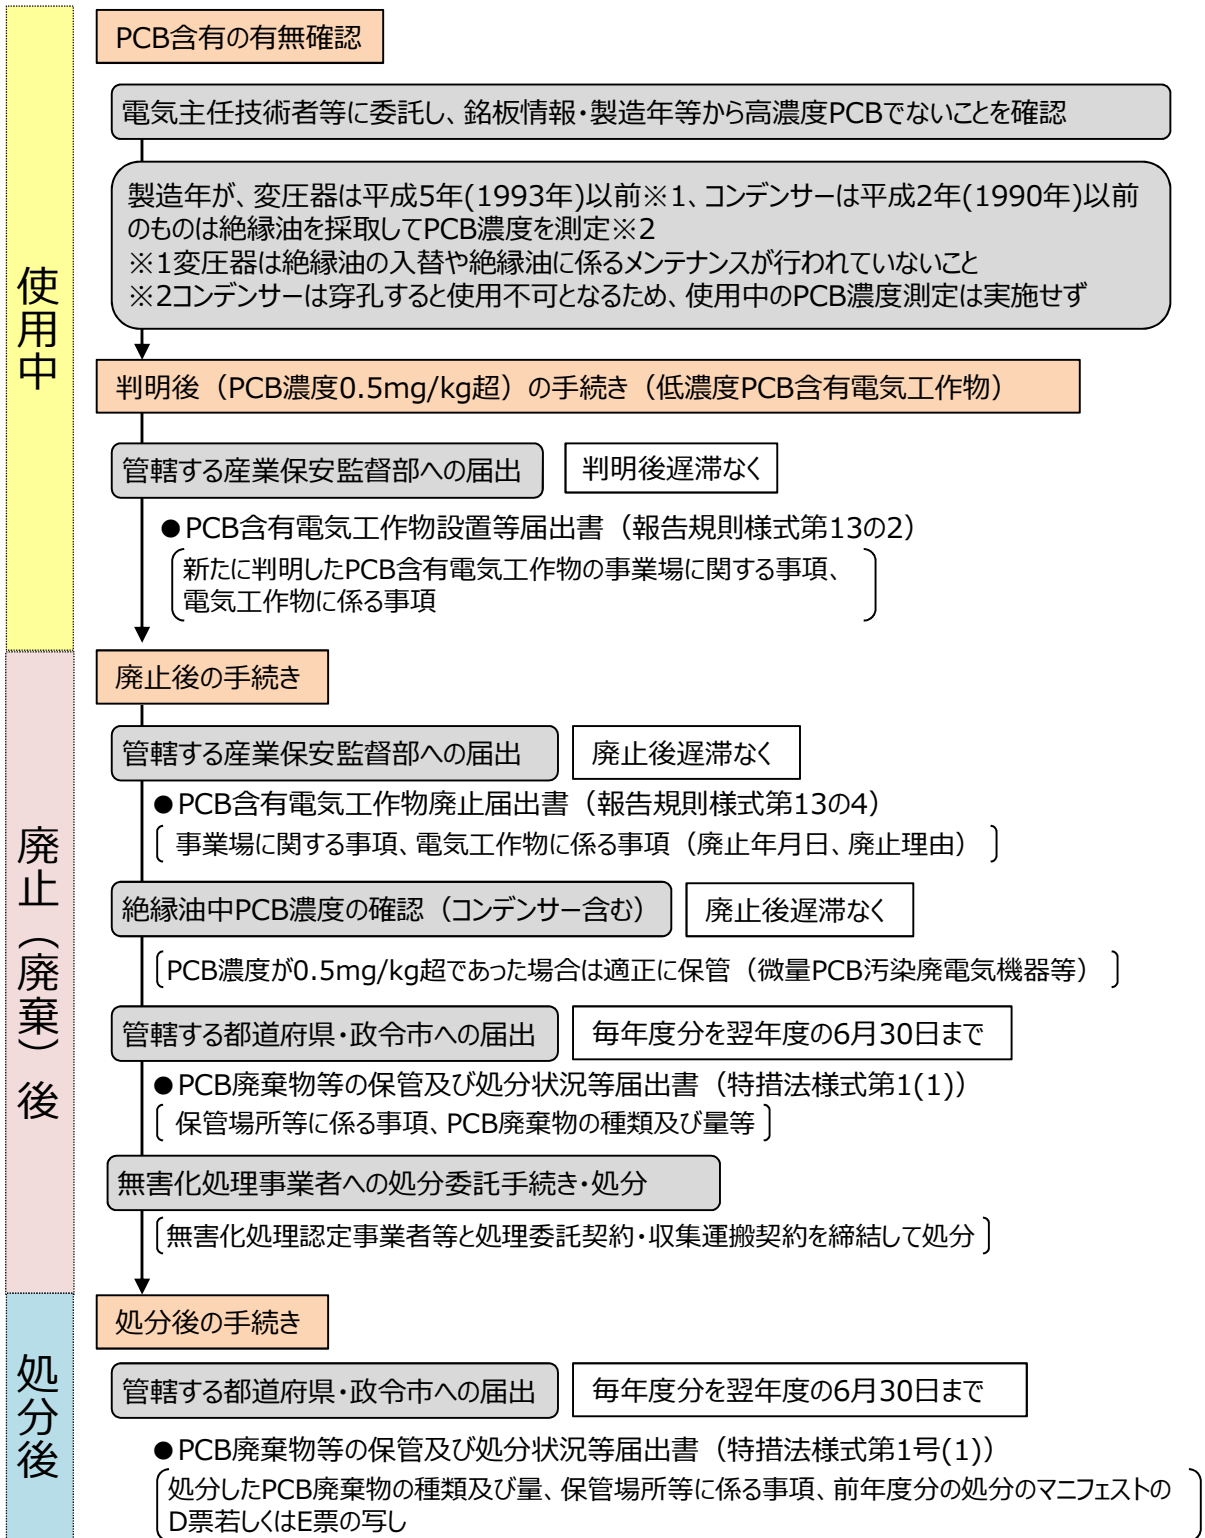 使用中
PCB含有の有無確認
電気主任技術者等に委託し、銘板情報・製造年等から高濃度PCBでないことを確認
製造年が、変圧器は平成5年(1993年)以前※1、コンデンサーは平成2年(1990年)以前
のものは絶縁油を採取してPCB濃度を測定※2
※1変圧器は絶縁油の入替や絶縁油に係るメンテナンスが行われていないこと
※2コンデンサーは穿孔すると使用不可となるため、使用中のPCB濃度測定は実施せず
判明後（PCB濃度0.5mg/kg超）の手続き（低濃度PCB含有電気工作物）
管轄する産業保安監督部への届出
判明後遅滞なく
●PCB含有電気工作物設置等届出書（報告規則様式第13の2）
新たに判明したPCB含有電気工作物の事業場に関する事項、
電気工作物に係る事項
廃止（廃棄）後
廃止後の手続き
管轄する産業保安監督部への届出
廃止後遅滞なく
●PCB含有電気工作物廃止届出書（報告規則様式第13の4）
事業場に関する事項、電気工作物に係る事項（廃止年月日、廃止理由）
絶縁油中PCB濃度の確認（コンデンサー含む）
廃止後遅滞なく
PCB濃度が0.5mg/kg超であった場合は適正に保管（微量PCB汚染廃電気機器等）
管轄する都道府県・政令市への届出
毎年度分を翌年度の6月30日まで
●PCB廃棄物等の保管及び処分状況等届出書（特措法様式第1(1)）
保管場所等に係る事項、PCB廃棄物の種類及び量等
無害化処理事業者への処分委託手続き・処分
無害化処理認定事業者等と処理委託契約・収集運搬契約を締結して処分
処分後
処分後の手続き
管轄する都道府県・政令市への届出
毎年度分を翌年度の6月30日まで
●PCB廃棄物等の保管及び処分状況等届出書（特措法様式第1号(1)）
処分したPCB廃棄物の種類及び量、保管場所等に係る事項、前年度分の処分のマニフェストの
D票若しくはE票の写し